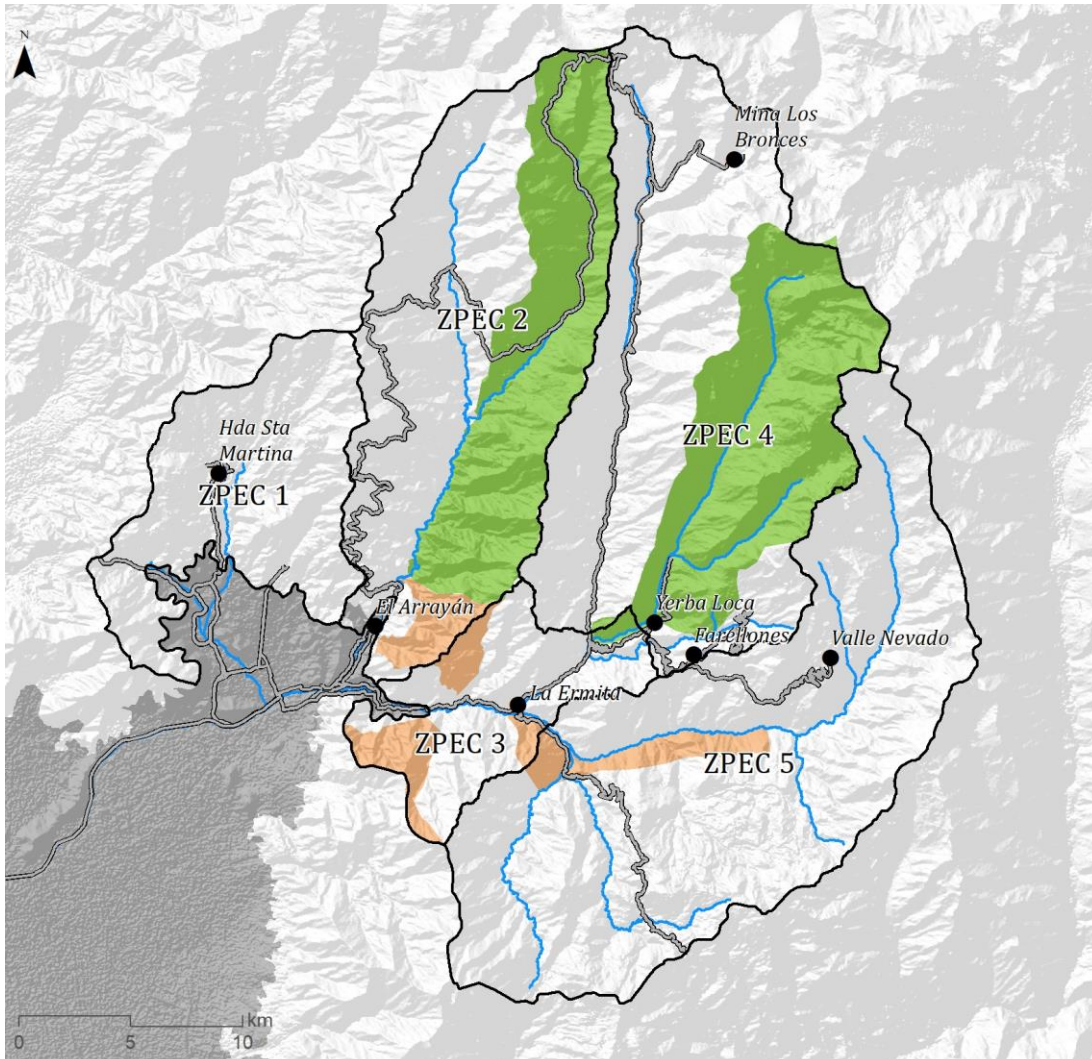 N
Mina Los
Bronces
ZPEC 2
Hda Sta
Martina
ZPEC 4
ZPEC 1
El Arrayán
Yerba Loca
Farellones
Valle Nevado
La Ermita
ZPEC 3
ZPEC 5
km
0 5 10